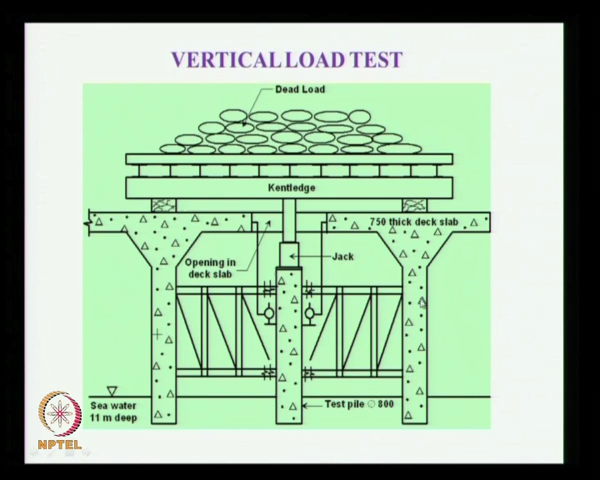 VERTICAL LOAD TEST
Dead Load
Kentledge
750 thick deck slab
Opening in
deck slab
Jack
Sea water
11 m deep
Test pile ∅ 800
NPTEL